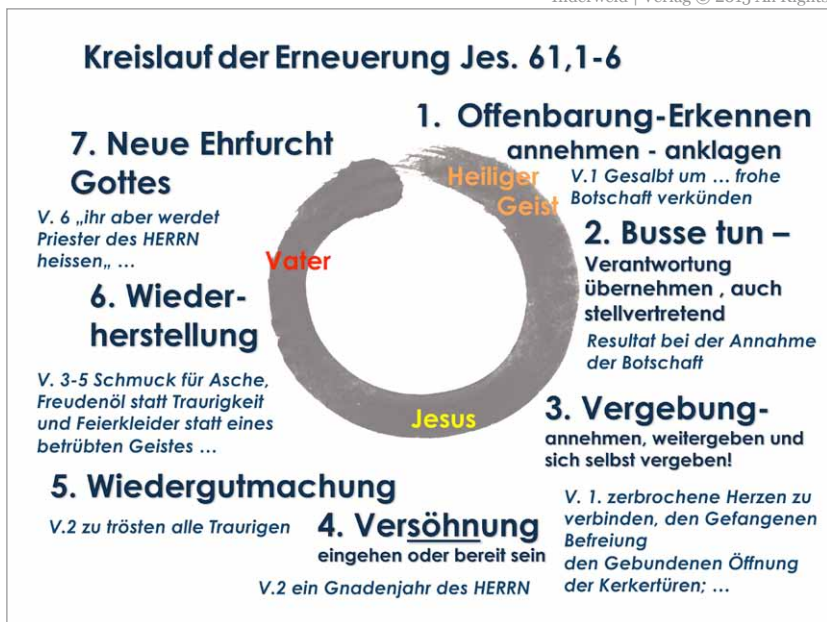 Kreislauf der Erneuerung Jes. 61,1-6
1. Offenbarung-Erkennen
annehmen - anklagen
V.1 Gesalbt um … frohe
Botschaft verkünden
Heiliger
Geist
2. Busse tun –
Verantwortung
übernehmen , auch
stellvertretend
Resultat bei der Annahme
der Botschaft
3. Vergebung-
annehmen, weitergeben und
sich selbst vergeben!
V. 1. zerbrochene Herzen zu
verbinden, den Gefangenen
Befreiung
den Gebundenen Öffnung
der Kerkertüren; …
Jesus
4. Versöhnung
eingehen oder bereit sein
V.2 ein Gnadenjahr des HERRN
5. Wiedergutmachung
V.2 zu trösten alle Traurigen
6. Wieder-
herstellung
V. 3-5 Schmuck für Asche,
Freudenöl statt Traurigkeit
und Feierkleider statt eines
betrübten Geistes …
Vater
7. Neue Ehrfurcht
Gottes
V. 6 „ihr aber werdet
Priester des HERRN
heissen„ …